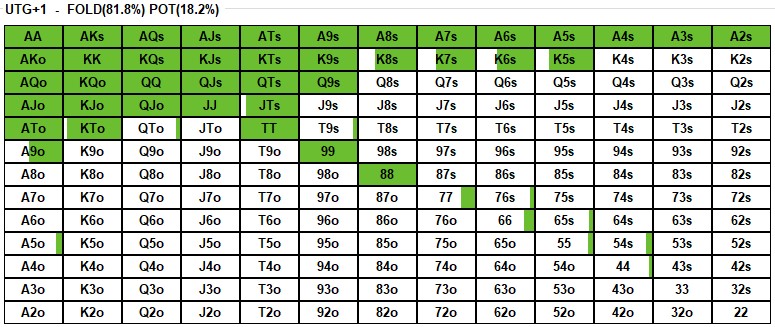 UTG+1 - FOLD(81.8%) POT(18.2%)
AA AKs AQs AJs ATs A9s A8s A7s A6s A5s A4s A3s A2s
AKo KK KQs KJs KTs K9s K8s K7s K6s K5s K4s K3s K2s
AQo KQo QQ QJs QTs Q9s Q8s Q7s Q6s Q5s Q4s Q3s Q2s
AJo KJo QJo JJ JTs J9s J8s J7s J6s J5s J4s J3s J2s
ATo KTo QTo JTo TT T9s T8s T7s T6s T5s T4s T3s T2s
A9o K9o Q9o J9o T9o 99 98s 97s 96s 95s 94s 93s 92s
A8o K8o Q8o J8o T8o 98o 88 87s 86s 85s 84s 83s 82s
A7o K7o Q7o J7o T7o 97o 87o 77 76s 75s 74s 73s 72s
A6o K6o Q6o J6o T6o 96o 86o 76o 66 65s 64s 63s 62s
A5o K5o Q5o J5o T5o 95o 85o 75o 65o 55 54s 53s 52s
A4o K4o Q4o J4o T4o 94o 84o 74o 64o 54o 44 43s 42s
A3o K3o Q3o J3o T3o 93o 83o 73o 63o 53o 43o 33 32s
A2o K2o Q2o J2o T2o 92o 82o 72o 62o 52o 42o 32o 22